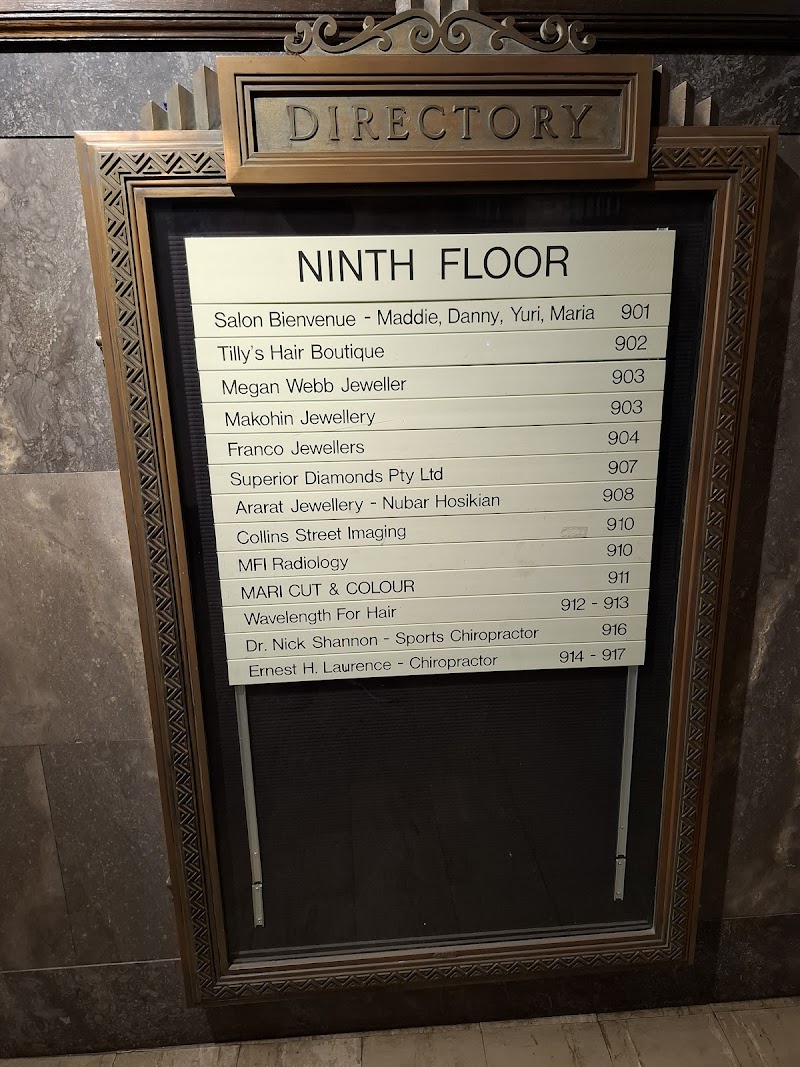 DIRECTORY
NINTH FLOOR
Salon Bienvenue - Maddie, Danny, Yuri, Maria 901
Tilly's Hair Boutique 902
Megan Webb Jeweller 903
Makohin Jewellery 903
Franco Jewellers 904
Superior Diamonds Pty Ltd 907
Ararat Jewellery - Nubar Hosikian 908
Collins Street Imaging 910
MFI Radiology 910
MARI CUT & COLOUR 911
Wavelength For Hair 912 - 913
Dr. Nick Shannon - Sports Chiropractor 916
Ernest H. Laurence - Chiropractor 914 - 917